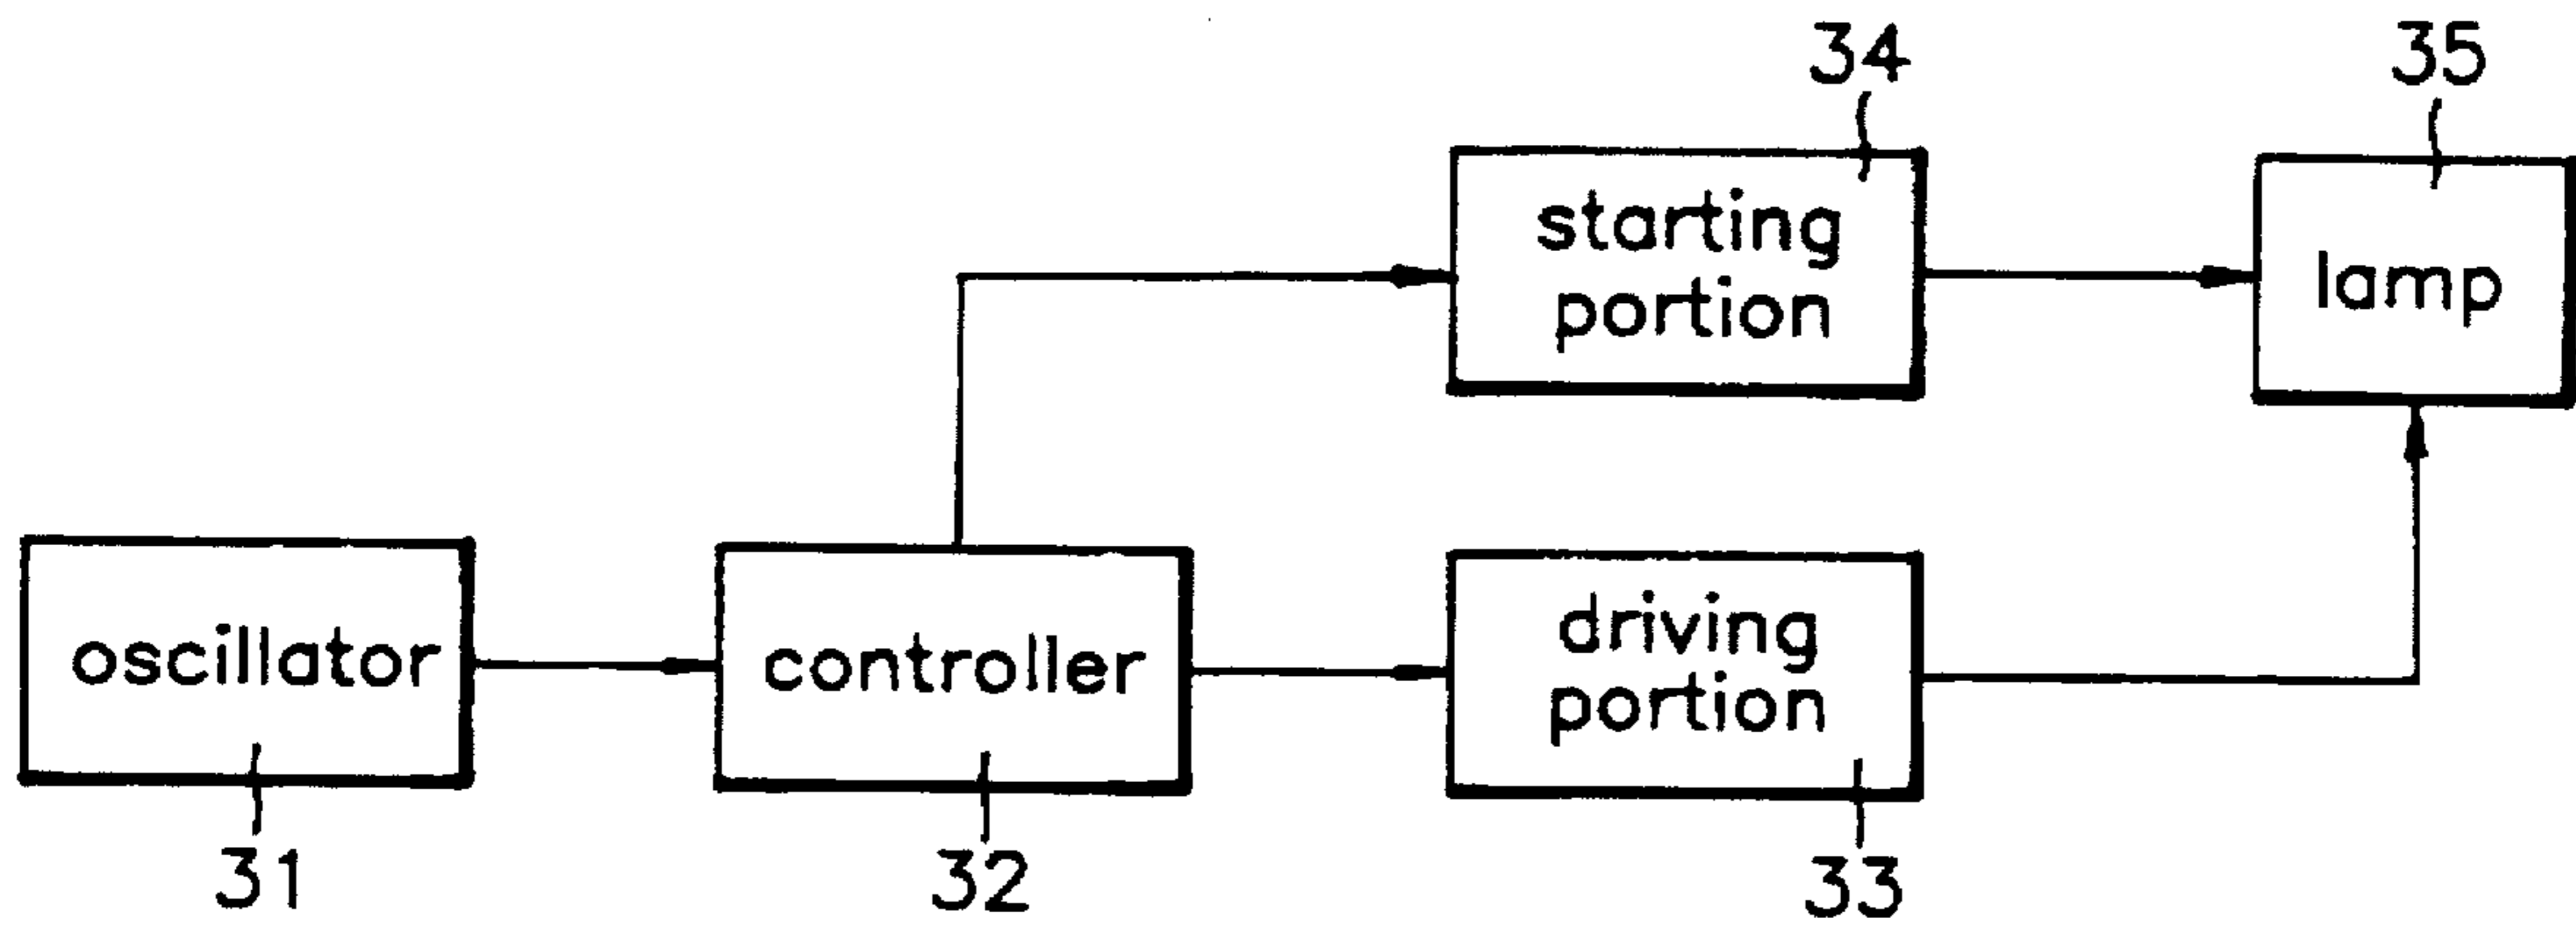 34
35
starting
portion
lamp
oscillator
controller
driving
portion
31
32
33